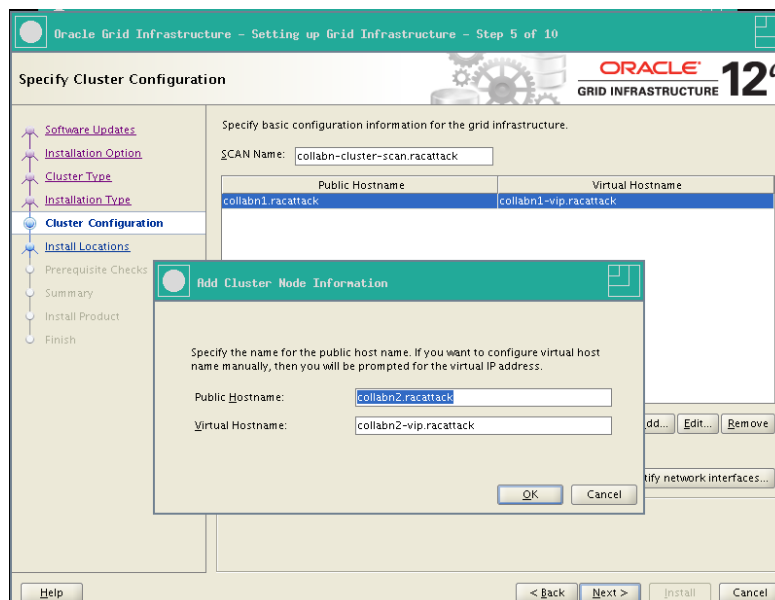 Oracle Grid Infrastructure - Setting up Grid Infrastructure - Step 5 of 10
Specify Cluster Configuration
ORACLE
GRID INFRASTRUCTURE 12c
Software Updates
Installation Option
Cluster Type
Installation Type
Cluster Configuration
Install Locations
Prerequisite Checks
Summary
Install Product
Finish
Specify basic configuration information for the grid infrastructure.
SCAN Name: collabn-cluster-scan.racattack
Public Hostname Virtual Hostname
collabn1.racattack collabn1-vip.racattack
Add Cluster Node Information
Specify the name for the public host name. If you want to configure virtual host
name manually, then you will be prompted for the virtual IP address.
Public Hostname: collabn2.racattack
Virtual Hostname: collabn2-vip.racattack
OK Cancel
dd... Edit... Remove
tify network interfaces...
Help < Back Next > Install Cancel